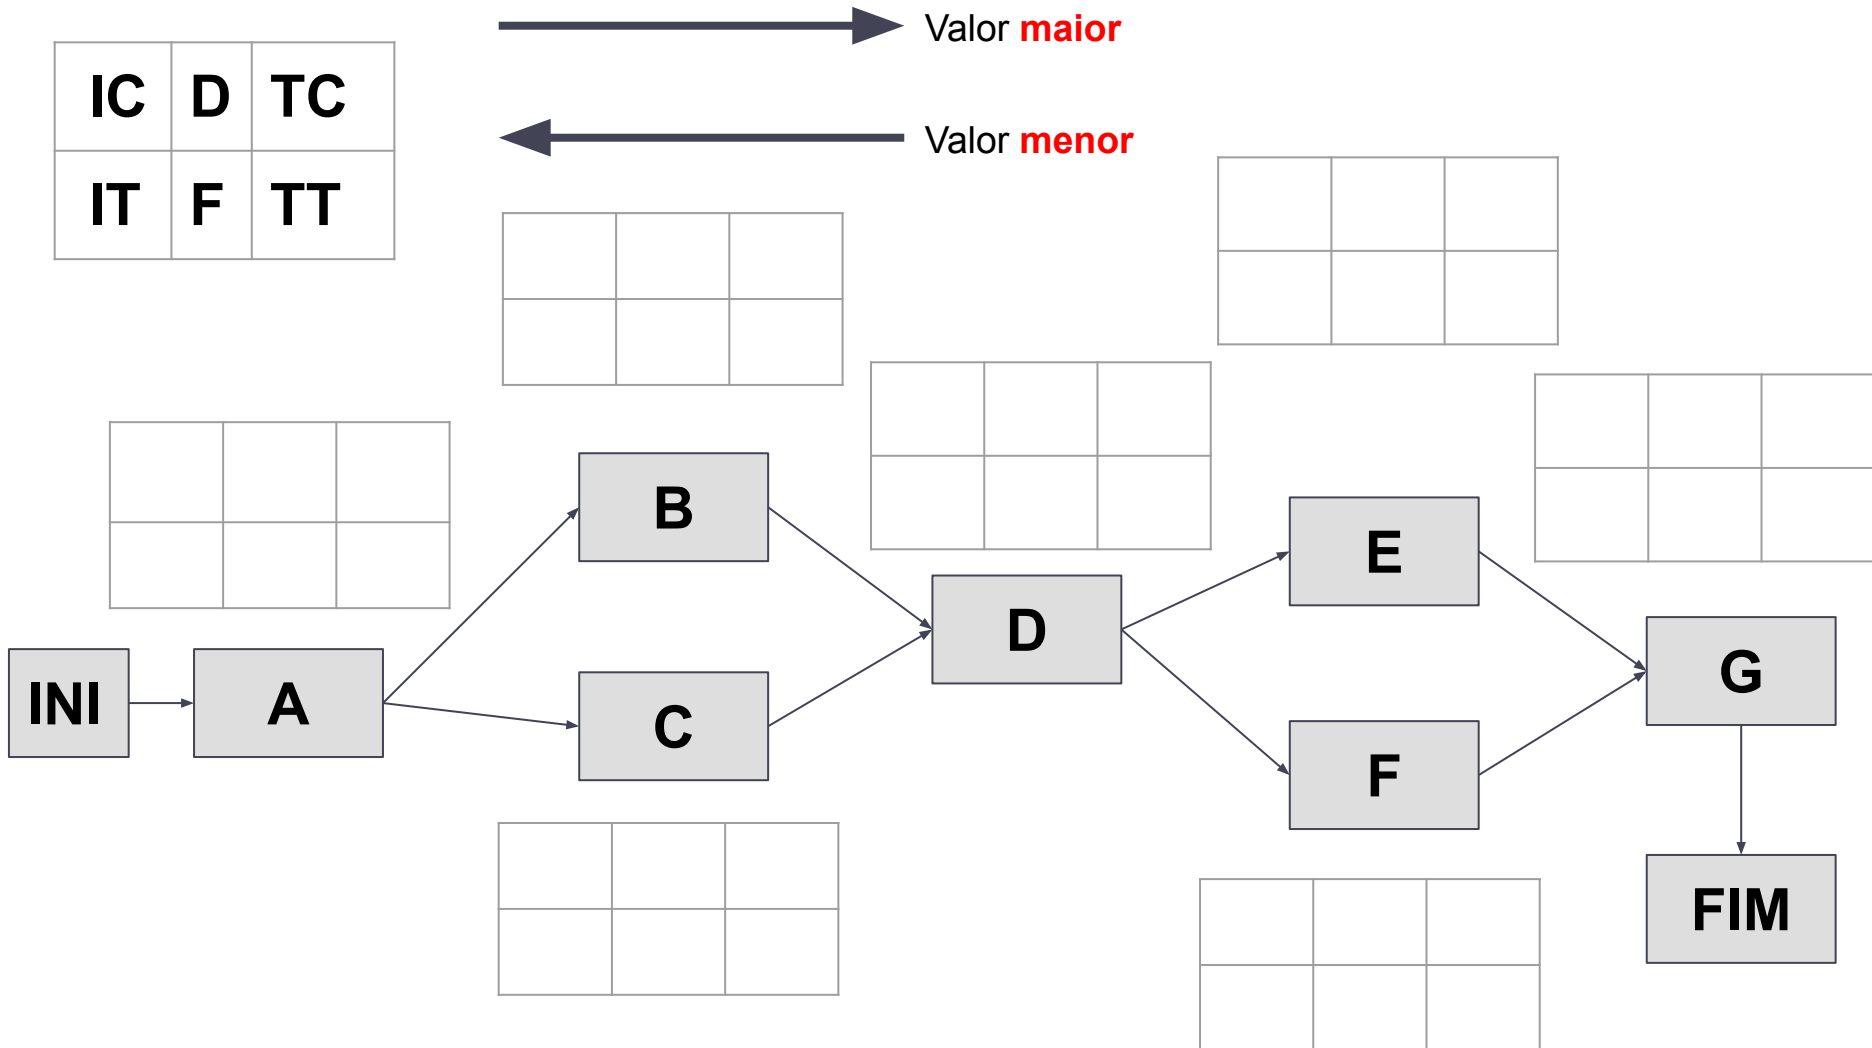 Valor maior
IC D TC
IT F TT
Valor menor
B
E
D
INI
A
C
G
F
FIM